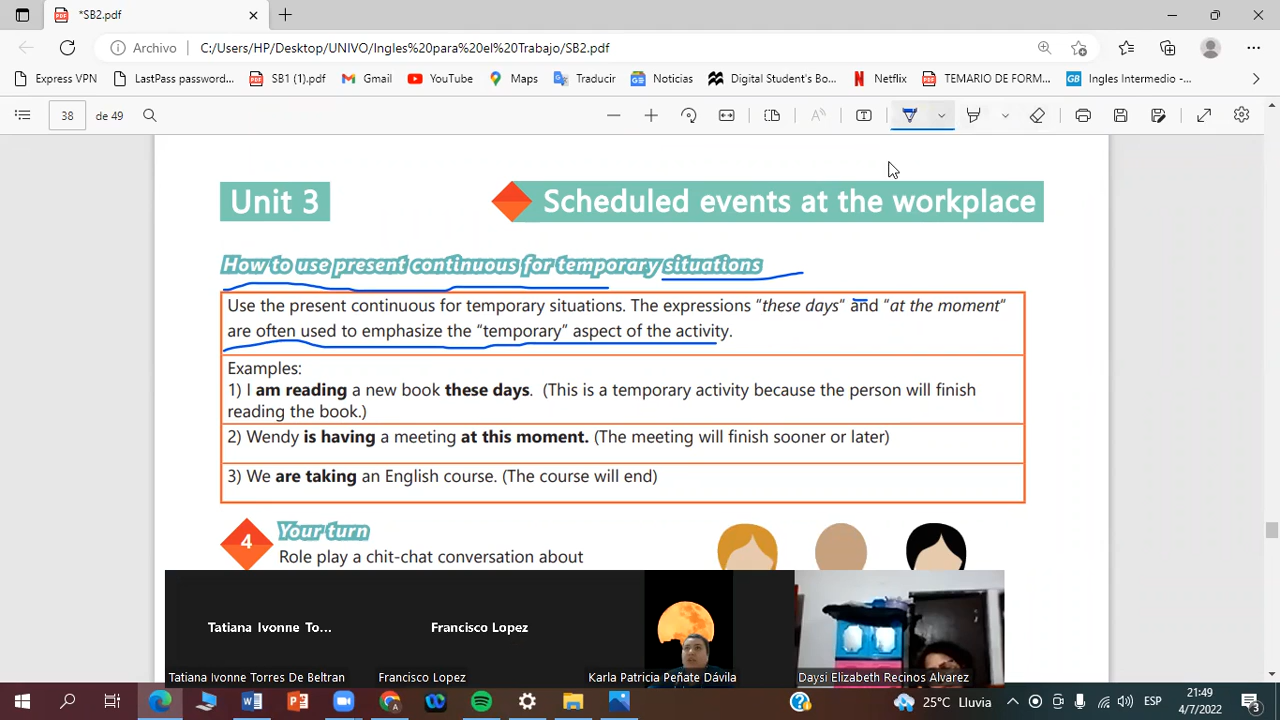 *SB2.pdf
Archivo C:/Users/HP/Desktop/UNIVO/Ingles%20para%20el%20Trabajo/SB2.pdf
Express VPN LastPass password... SB1 (1).pdf Gmail YouTube Maps Traducir Noticias Digital Student's Bo... Netflix TEMARIO DE FORM... Ingles Intermedio -...
38 de 49
Unit 3 Scheduled events at the workplace
How to use present continuous for temporary situations
Use the present continuous for temporary situations. The expressions "these days" and "at the moment"
are often used to emphasize the "temporary" aspect of the activity.
Examples:
1) I am reading a new book these days. (This is a temporary activity because the person will finish
reading the book.)
2) Wendy is having a meeting at this moment. (The meeting will finish sooner or later)
3) We are taking an English course. (The course will end)
4 Your turn
Role play a chit-chat conversation about
Tatiana Ivonne To... Francisco Lopez
Tatiana Ivonne Torres De Beltran Francisco Lopez Karla Patricia Peñate Dávila Daysi Elizabeth Recinos Alvarez
25°C Lluvia ESP 21:49
4/7/2022